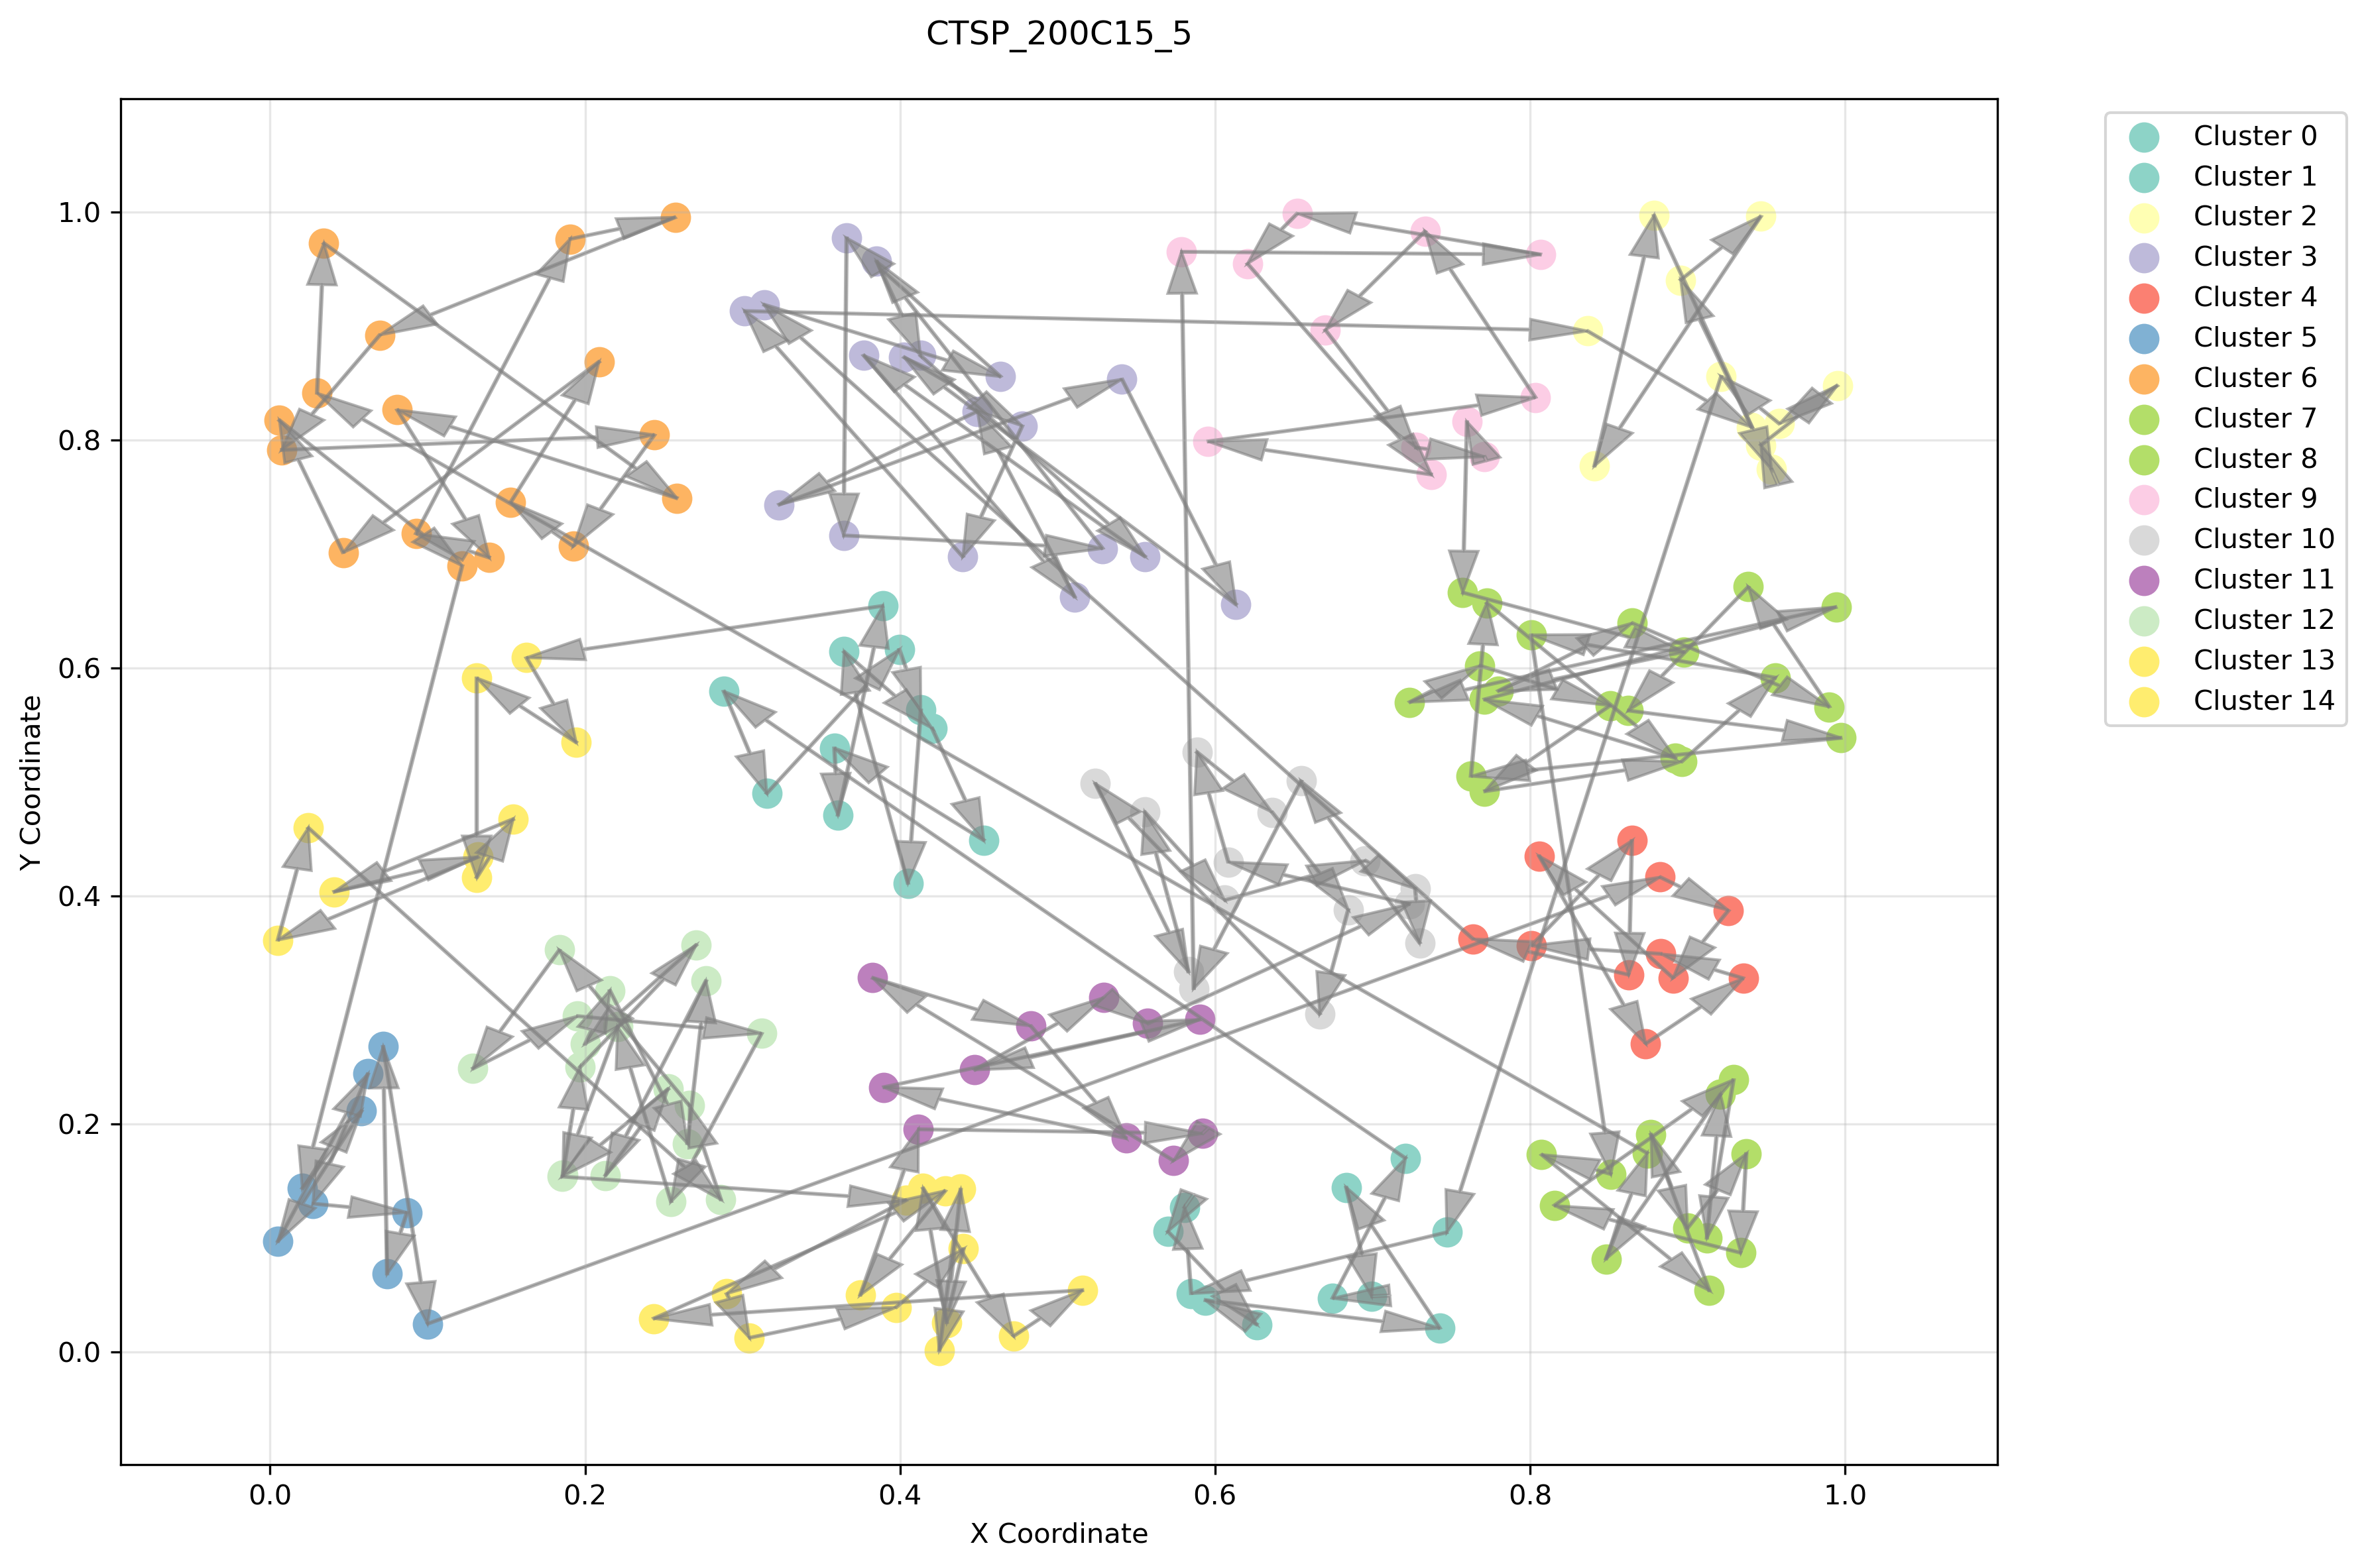 CTSP_200C15_5
Y Coordinate
1.0
0.8
0.6
0.4
0.2
0.0
0.0 0.2 0.4 0.6 0.8 1.0
X Coordinate
Cluster 0
Cluster 1
Cluster 2
Cluster 3
Cluster 4
Cluster 5
Cluster 6
Cluster 7
Cluster 8
Cluster 9
Cluster 10
Cluster 11
Cluster 12
Cluster 13
Cluster 14